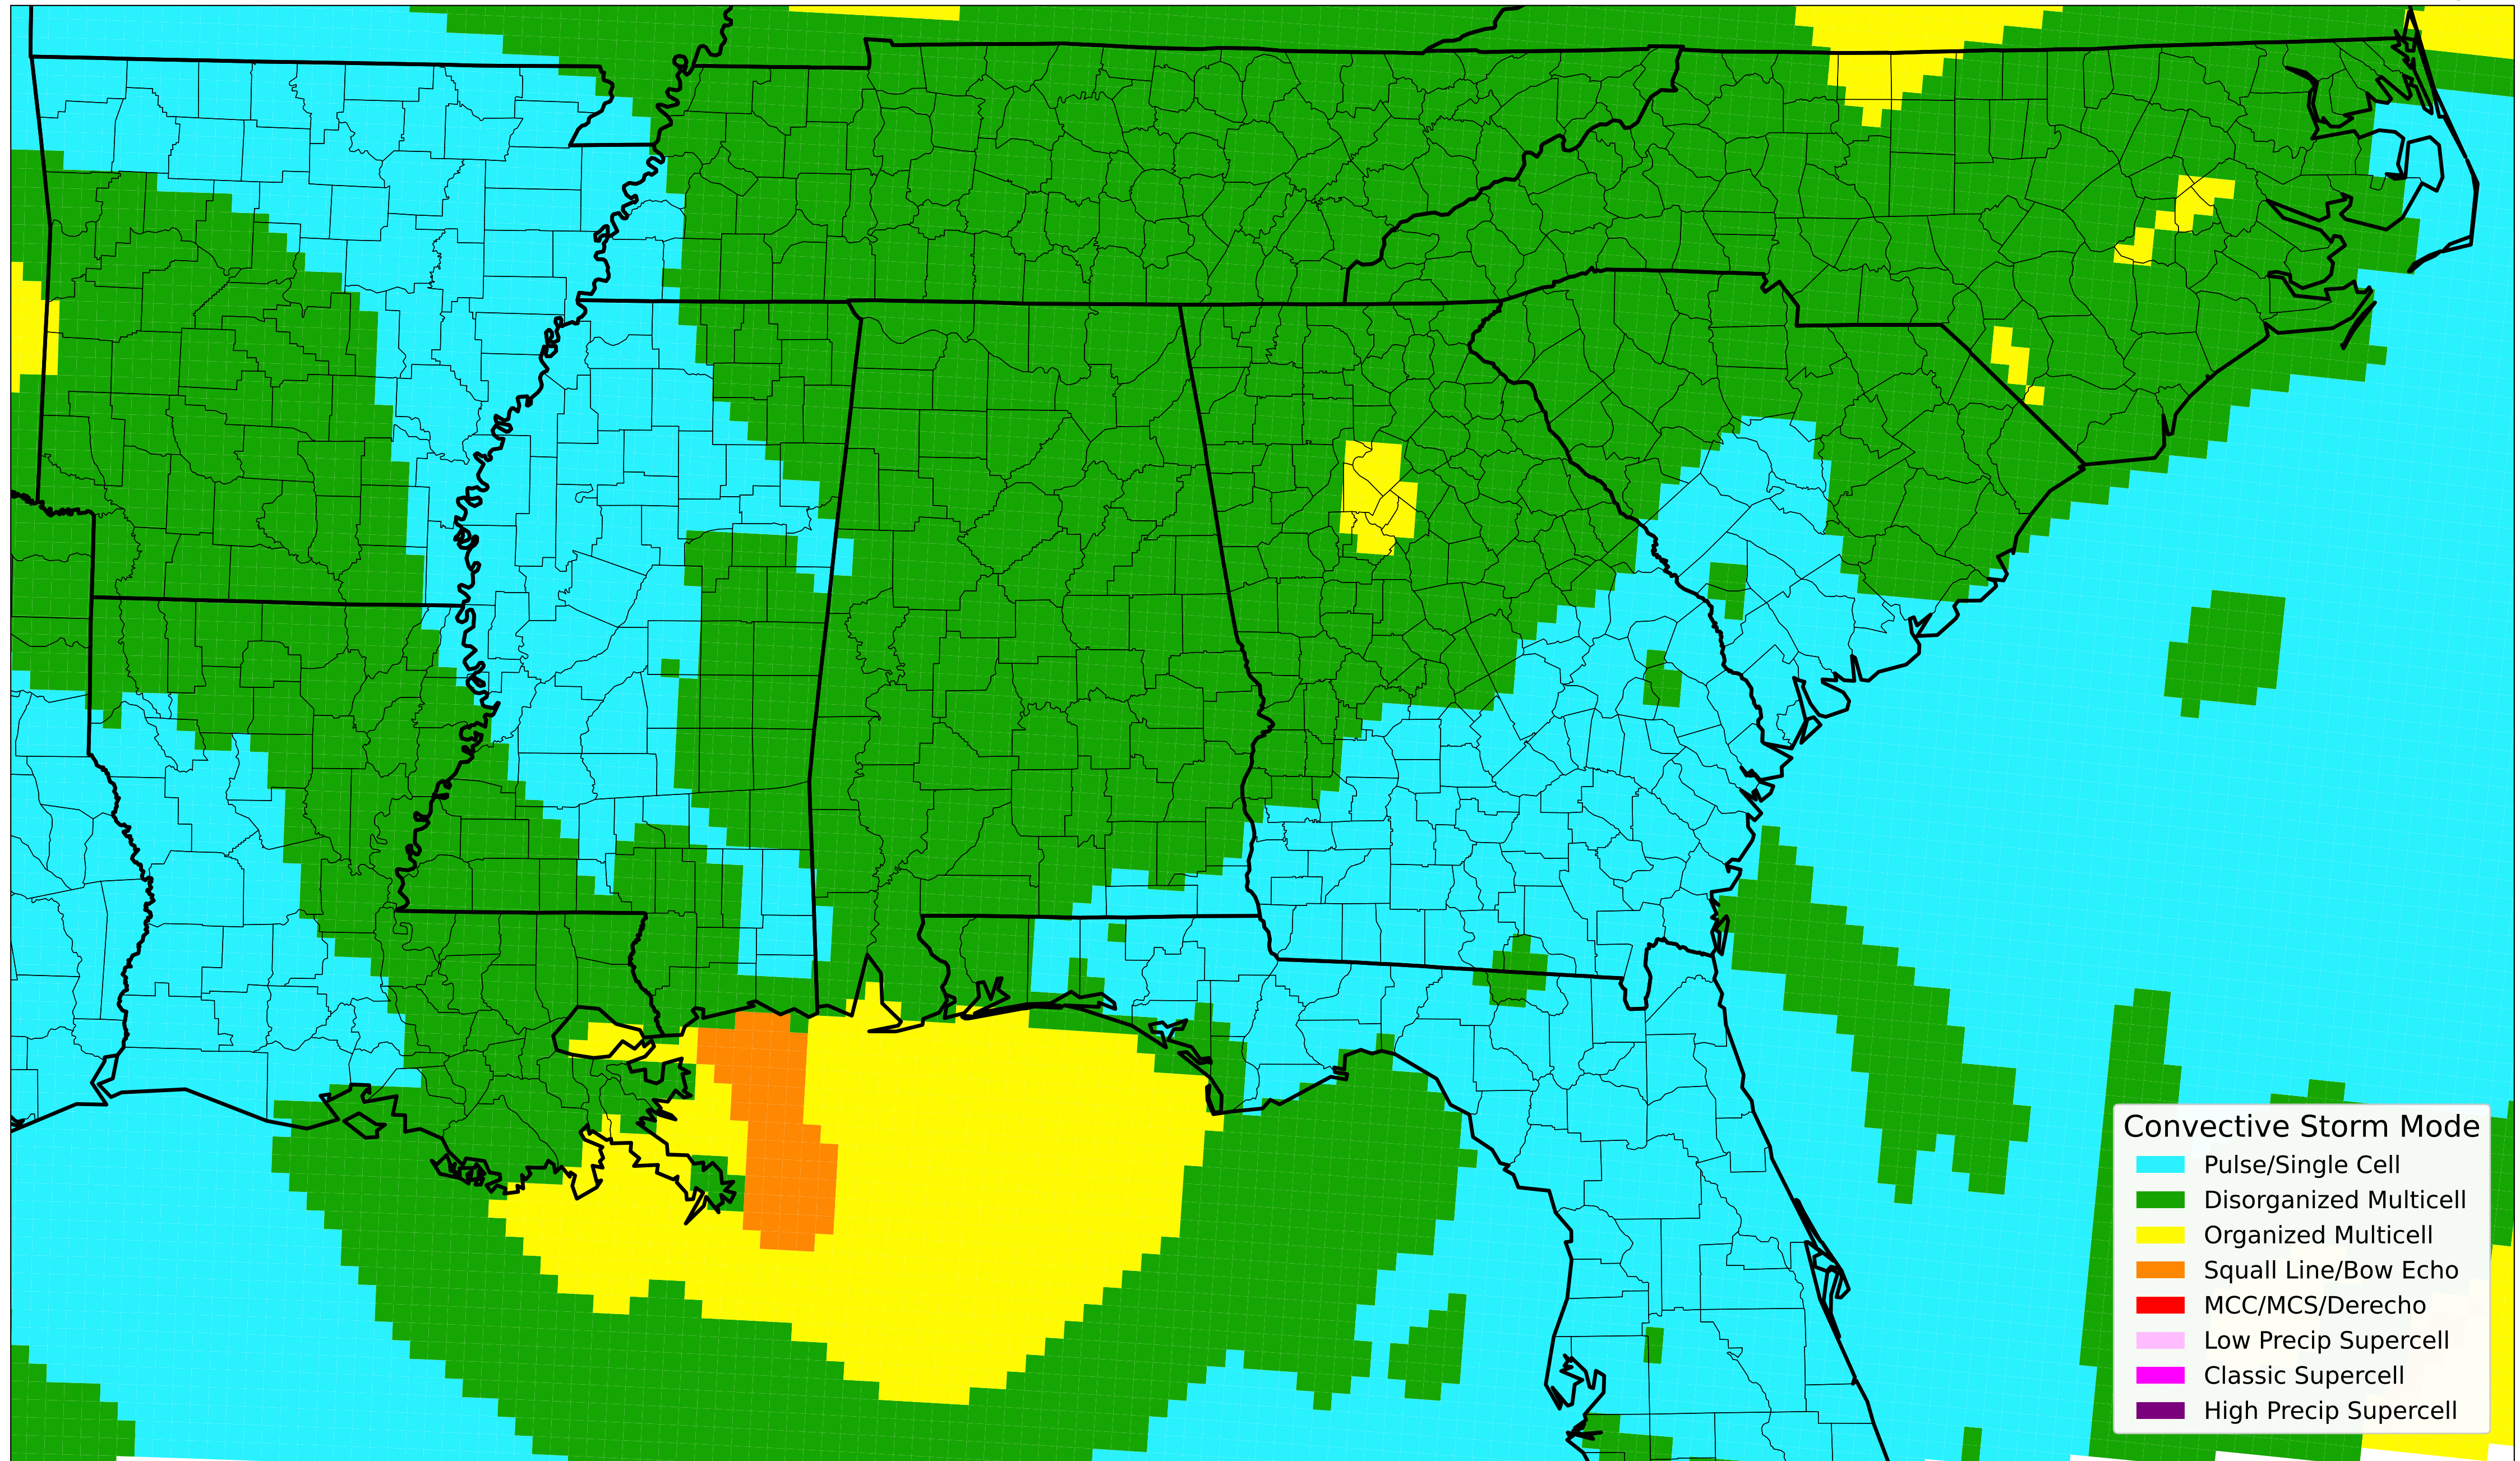 Convective Storm Mode
Pulse/Single Cell
Disorganized Multicell
Organized Multicell
Squall Line/Bow Echo
MCC/MCS/Derecho
Low Precip Supercell
Classic Supercell
High Precip Supercell